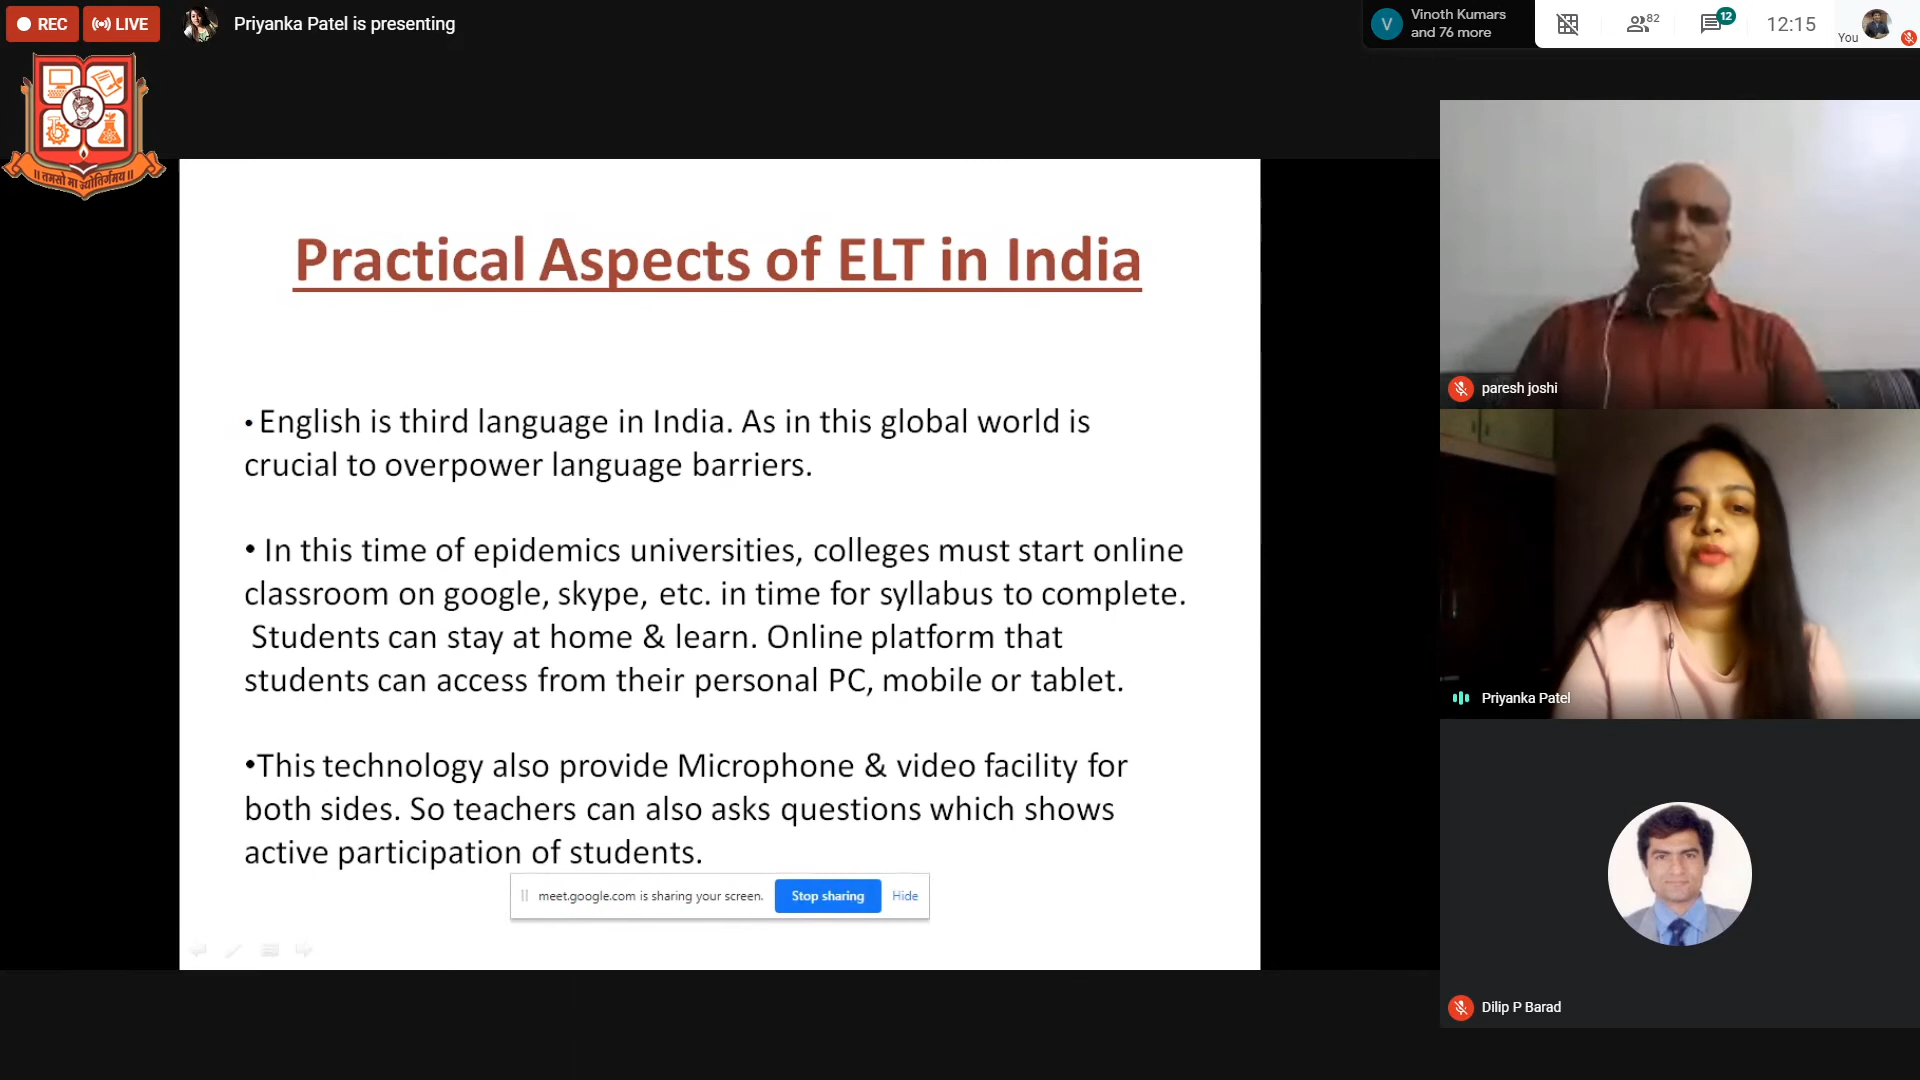 REC
LIVE
Priyanka Patel is presenting
V
Vinoth Kumars
and 76 more
82
12
12:15
You
॥ तमसो मा ज्योतिर्गमय ॥
Practical Aspects of ELT in India
• English is third language in India. As in this global world is
crucial to overpower language barriers.
• In this time of epidemics universities, colleges must start online
classroom on google, skype, etc. in time for syllabus to complete.
Students can stay at home & learn. Online platform that
students can access from their personal PC, mobile or tablet.
•This technology also provide Microphone & video facility for
both sides. So teachers can also asks questions which shows
active participation of students.
meet.google.com is sharing your screen.
Stop sharing
Hide
paresh joshi
Priyanka Patel
Dilip P Barad